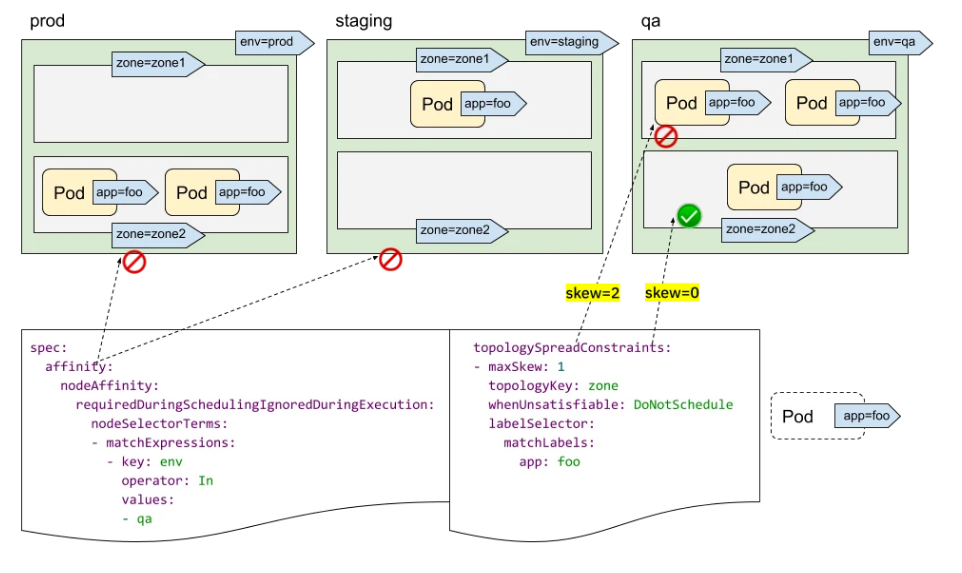 prod
staging
qa
env=prod
env=staging
env=qa
zone=zone1
zone=zone1
zone=zone1
Pod
app=foo
Pod
app=foo
Pod
app=foo
Pod
app=foo
Pod
app=foo
Pod
app=foo
zone=zone2
zone=zone2
zone=zone2
skew=2
skew=0
spec:
affinity:
nodeAffinity:
requiredDuringSchedulingIgnoredDuringExecution:
nodeSelectorTerms:
- matchExpressions:
- key: env
operator: In
values:
- qa
topologySpreadConstraints:
- maxSkew: 1
topologyKey: zone
whenUnsatisfiable: DoNotSchedule
labelSelector:
matchLabels:
app: foo
Pod
app=foo